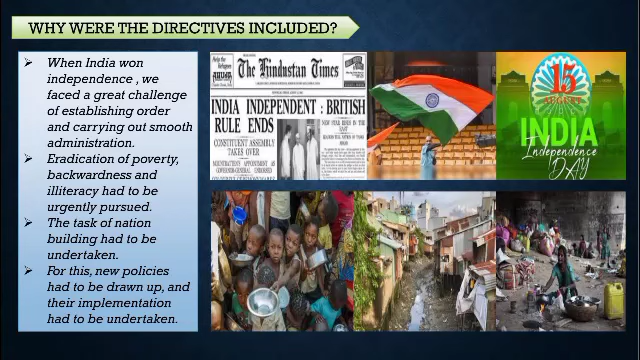 WHY WERE THE DIRECTIVES INCLUDED?
When India won
independence , we
faced a great challenge
of establishing order
and carrying out smooth
administration.
Eradication of poverty,
backwardness and
illiteracy had to be
urgently pursued.
The task of nation
building had to be
undertaken.
For this, new policies
had to be drawn up, and
their implementation
had to be undertaken.
The Hindustan Times
INDIA INDEPENDENT : BRITISH
RULE ENDS
CONSTITUENT ASSEMBLY
TAKES OVER
15
AUGUST
INDIA
Independence
DAY